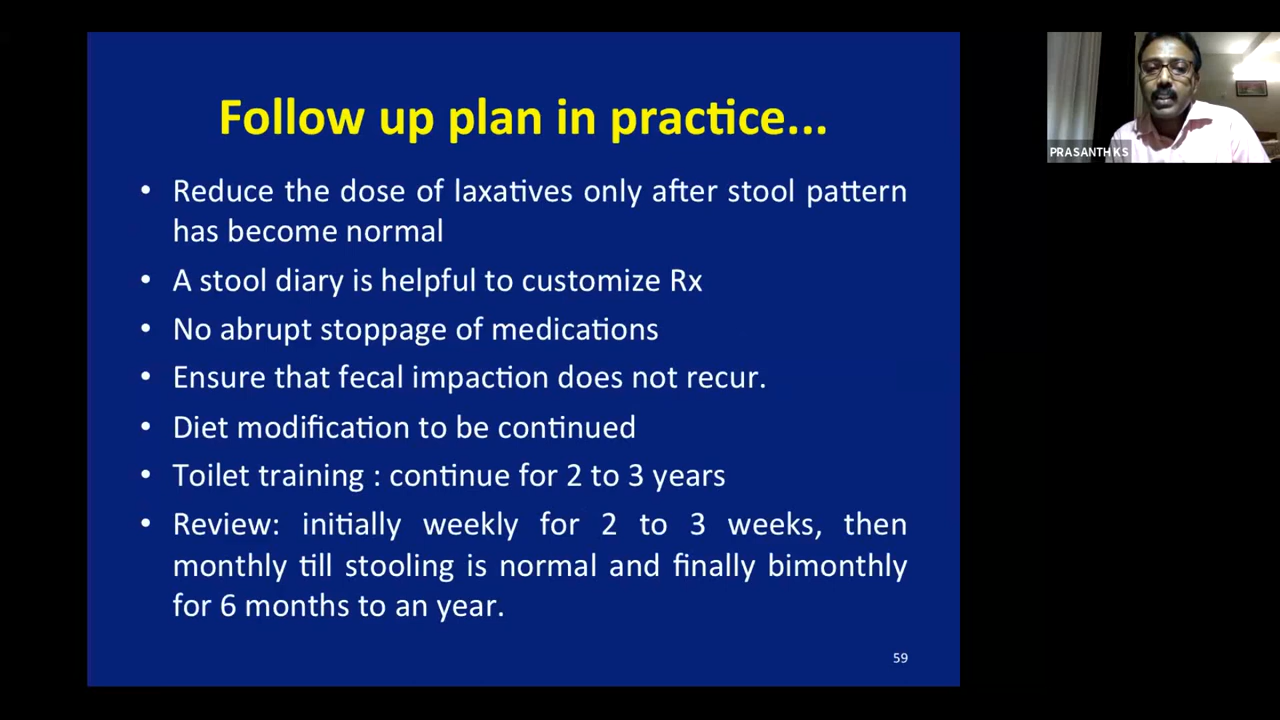 Follow up plan in practice...
• Reduce the dose of laxatives only after stool pattern
has become normal
• A stool diary is helpful to customize Rx
• No abrupt stoppage of medications
• Ensure that fecal impaction does not recur.
• Diet modification to be continued
• Toilet training : continue for 2 to 3 years
• Review: initially weekly for 2 to 3 weeks, then
monthly till stooling is normal and finally bimonthly
for 6 months to an year.
59
PRASANTH KS